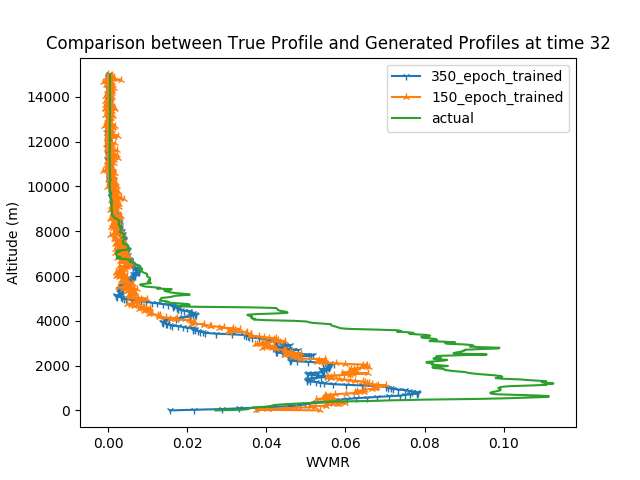 Comparison between True Profile and Generated Profiles at time 32
350_epoch_trained
150_epoch_trained
actual
14000
12000
10000
8000
6000
4000
2000
0
Altitude (m)
0.00 0.02 0.04 0.06 0.08 0.10
WVMR